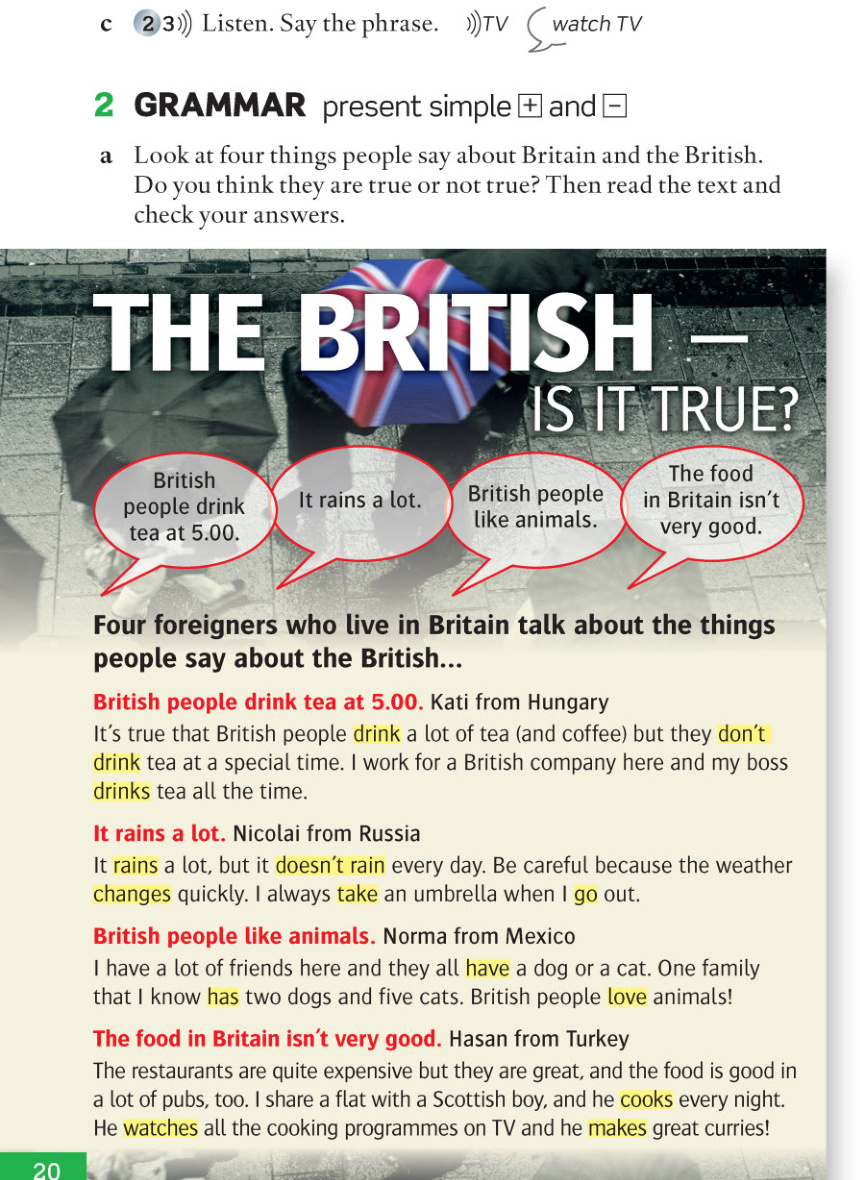 c 2 3 Listen. Say the phrase. TV watch TV
2 GRAMMAR present simple + and −
a Look at four things people say about Britain and the British.
Do you think they are true or not true? Then read the text and
check your answers.
THE BRITISH –
IS IT TRUE?
British
people drink
tea at 5.00.
It rains a lot.
British people
like animals.
The food
in Britain isn’t
very good.
Four foreigners who live in Britain talk about the things
people say about the British...
British people drink tea at 5.00. Kati from Hungary
It’s true that British people drink a lot of tea (and coffee) but they don’t
drink tea at a special time. I work for a British company here and my boss
drinks tea all the time.
It rains a lot. Nicolai from Russia
It rains a lot, but it doesn’t rain every day. Be careful because the weather
changes quickly. I always take an umbrella when I go out.
British people like animals. Norma from Mexico
I have a lot of friends here and they all have a dog or a cat. One family
that I know has two dogs and five cats. British people love animals!
The food in Britain isn’t very good. Hasan from Turkey
The restaurants are quite expensive but they are great, and the food is good in
a lot of pubs, too. I share a flat with a Scottish boy, and he cooks every night.
He watches all the cooking programmes on TV and he makes great curries!
20